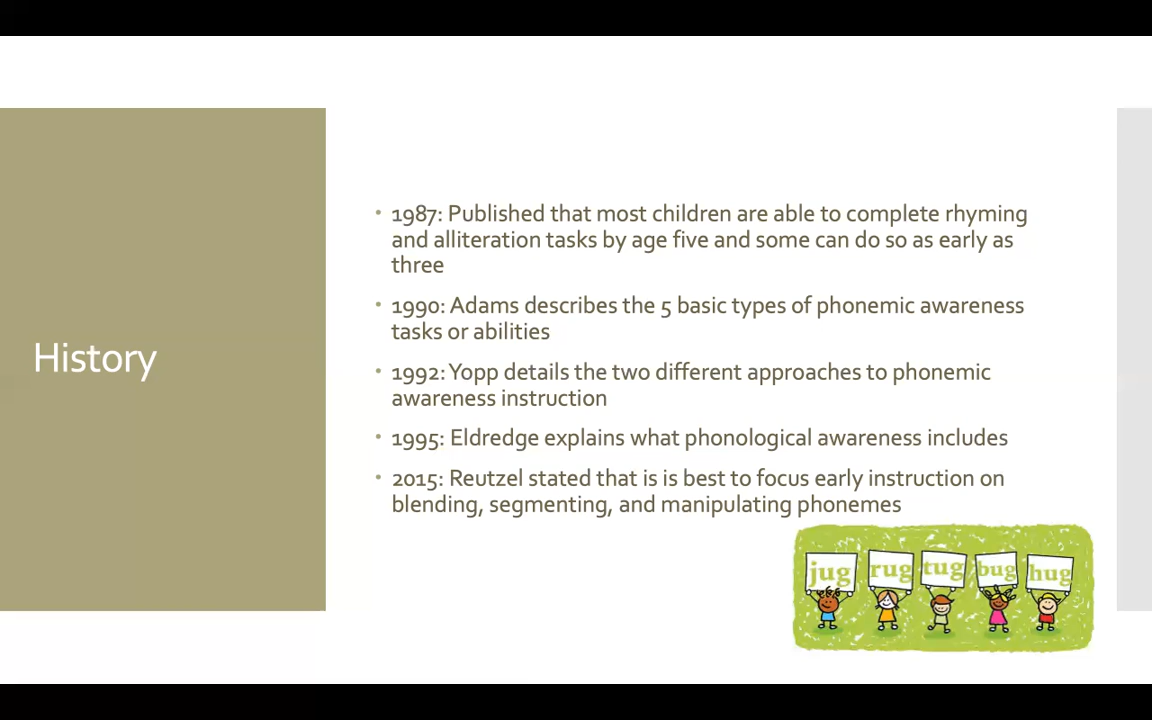 History
• 1987: Published that most children are able to complete rhyming
and alliteration tasks by age five and some can do so as early as
three
• 1990: Adams describes the 5 basic types of phonemic awareness
tasks or abilities
• 1992: Yopp details the two different approaches to phonemic
awareness instruction
• 1995: Eldredge explains what phonological awareness includes
• 2015: Reutzel stated that is is best to focus early instruction on
blending, segmenting, and manipulating phonemes
jug rug tug bug hug